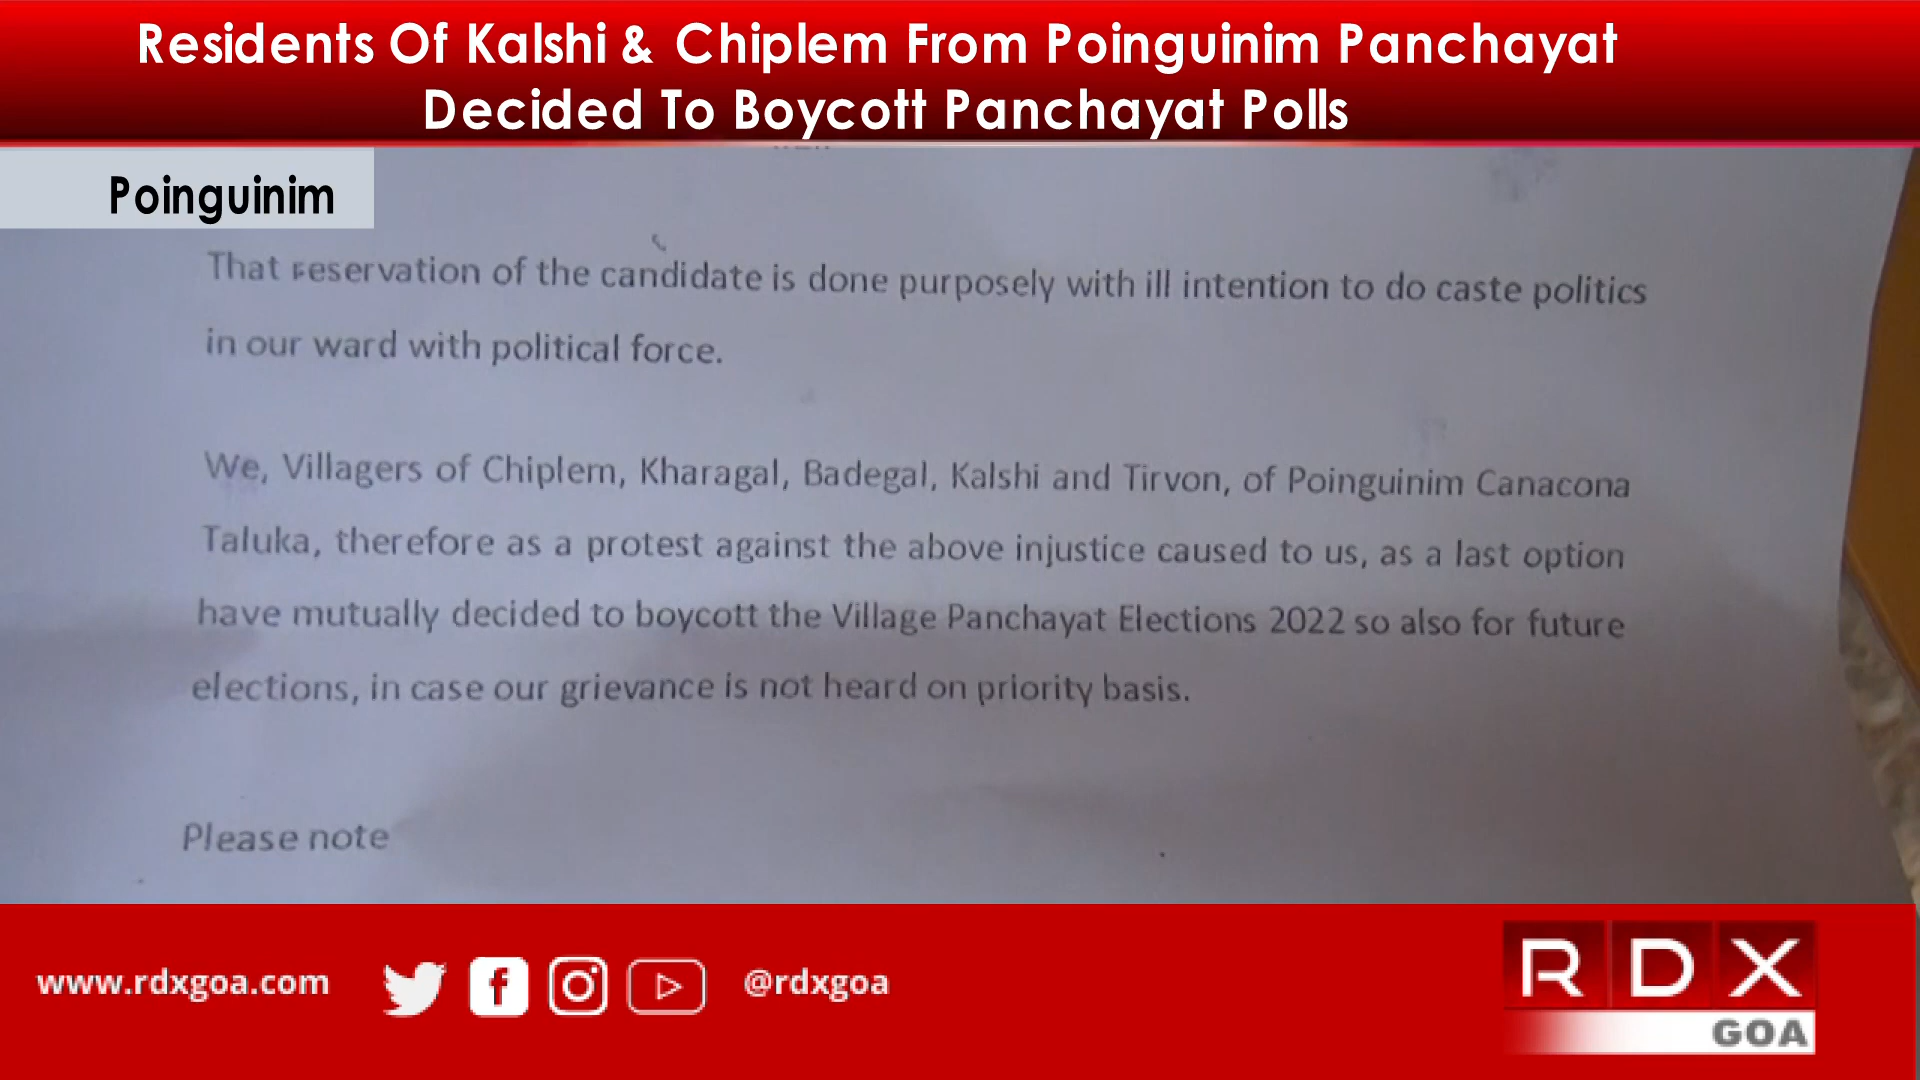 Residents Of Kalshi & Chiplem From Poinguinim Panchayat
Decided To Boycott Panchayat Polls
Poinguinim
That reservation of the candidate is done purposely with ill intention to do caste politics
in our ward with political force.
We, Villagers of Chiplem, Kharagal, Badegal, Kalshi and Tirvon, of Poinguinim Canacona
Taluka, therefore as a protest against the above injustice caused to us, as a last option
have mutually decided to boycott the Village Panchayat Elections 2022 so also for future
elections, in case our grievance is not heard on priority basis.
Please note
www.rdxgoa.com @rdxgoa
RDX
GOA